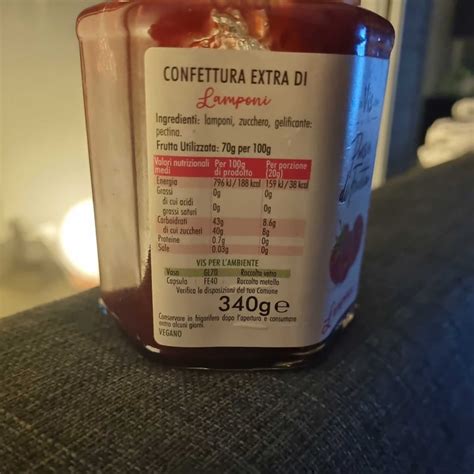 CONFETTURA EXTRA DI
Lamponi
Ingredienti: lamponi, zucchero, gelificante:
pectina.
Frutta Utilizzata: 70g per 100g
Valori nutrizionali medi Per 100g di prodotto Per porzione (20g)
Energia 796 kJ/188 kcal 159 kJ/38 kcal
Grassi 0g 0g
di cui acidi
grassi saturi 0g 0g
Carboidrati 43g 8.6g
di cui zuccheri 40g 8g
Proteine 0.7g 0g
Sale 0.03g 0g
VIS PER L'AMBIENTE
Vaso GL70 Raccolta vetro
Capsula FE40 Raccolta metallo
Verifica le disposizioni del tuo Comune
340g e
Conservare in frigorifero dopo l'apertura e consumare
entro alcuni giorni.
VEGANO